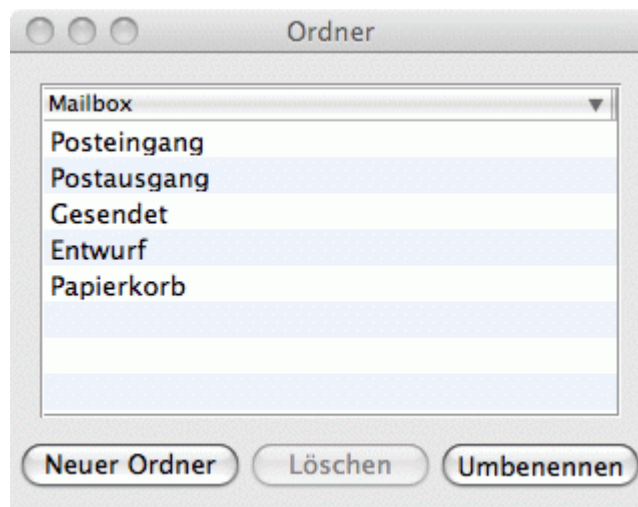 Ordner
Mailbox
Posteingang
Postausgang
Gesendet
Entwurf
Papierkorb
Neuer Ordner Löschen Umbenennen